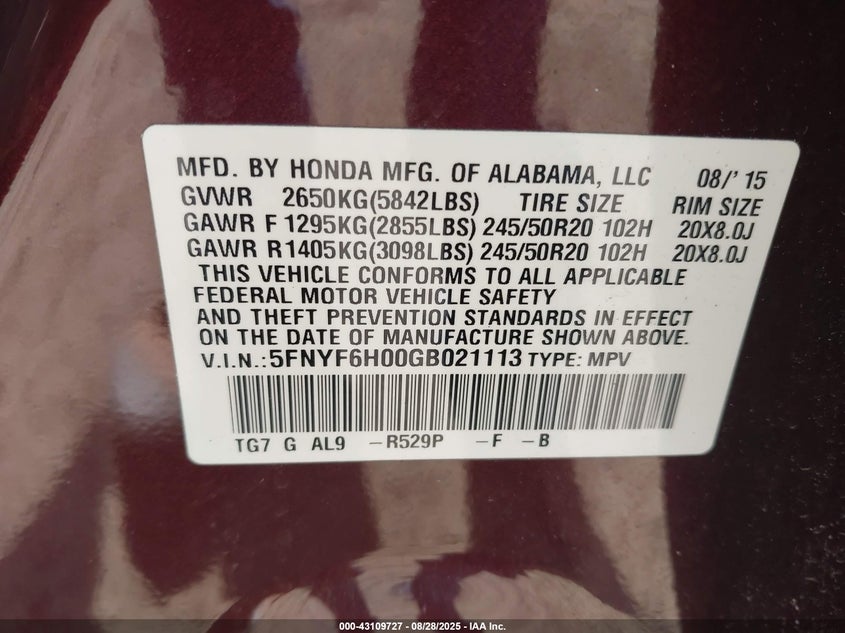 MFD. BY HONDA MFG. OF ALABAMA, LLC 08/'15
GVWR 2650KG(5842LBS) TIRE SIZE RIM SIZE
GAWR F 1295KG(2855LBS) 245/50R20 102H 20X8.0J
GAWR R1405KG(3098LBS) 245/50R20 102H 20X8.0J
THIS VEHICLE CONFORMS TO ALL APPLICABLE
FEDERAL MOTOR VEHICLE SAFETY
AND THEFT PREVENTION STANDARDS IN EFFECT
ON THE DATE OF MANUFACTURE SHOWN ABOVE.
V.I.N.: 5FNYF6H00GB021113 TYPE: MPV
TG7 G AL9 -R529P -F -B
000-43109727 - 08/28/2025 - IAA Inc.